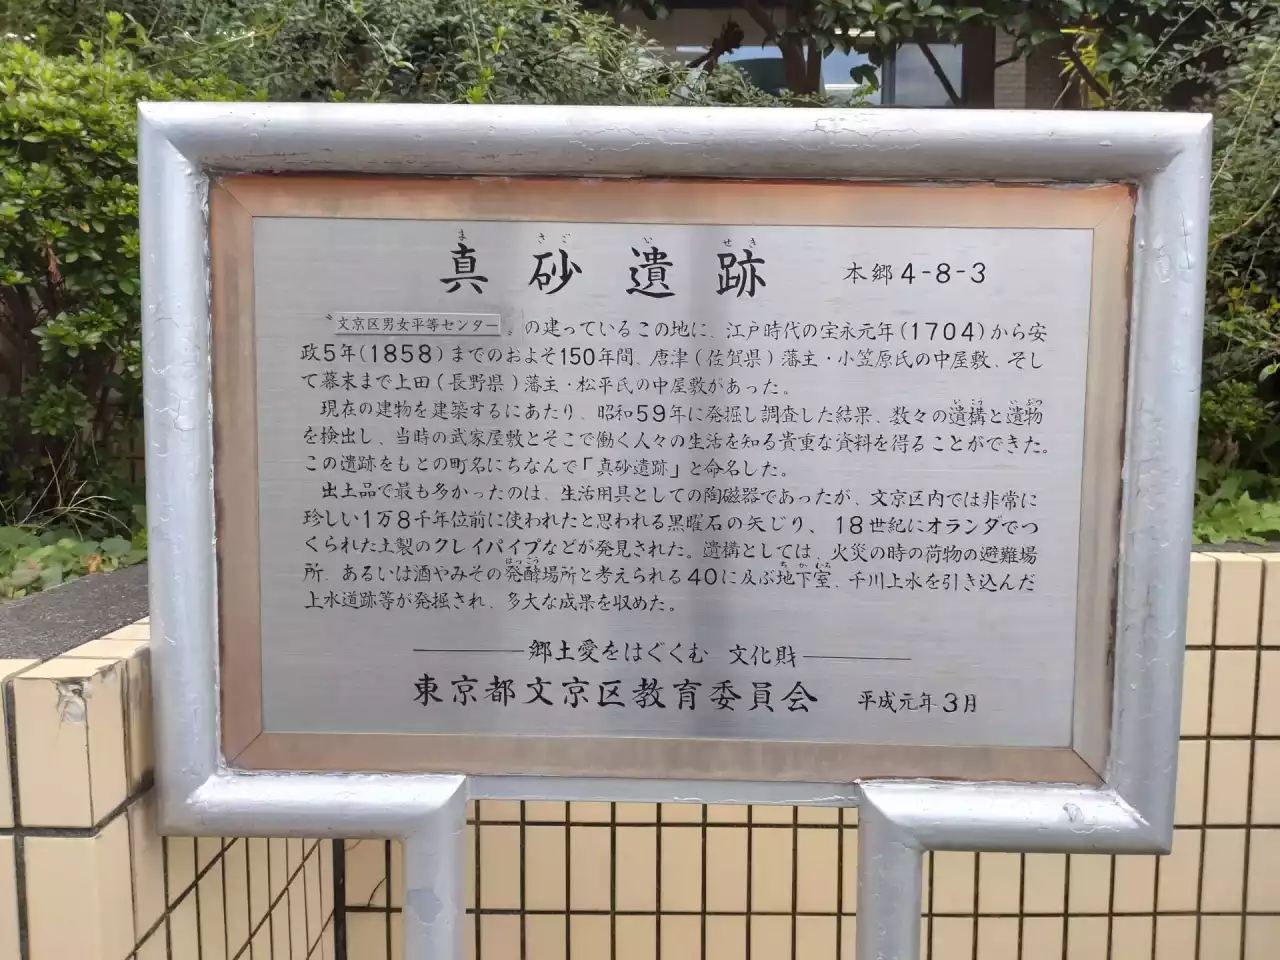 真砂遺跡 本郷4-8-3
まさごいせき
〝文京区男女平等センター〟の建っているこの地に、江戸時代の宝永元年(1704)から安
政5年(1858)までのおよそ150年間、唐津(佐賀県)藩主・小笠原氏の中屋敷、そし
て幕末まで上田(長野県)藩主・松平氏の中屋敷があった。
現在の建物を建築するにあたり、昭和59年に発掘し調査した結果、数々の遺構と遺物
いこう いぶつ
を検出し、当時の武家屋敷とそこで働く人々の生活を知る貴重な資料を得ることができた。
この遺跡をもとの町名にちなんで「真砂遺跡」と命名した。
出土品で最も多かったのは、生活用具としての陶磁器であったが、文京区内では非常に
珍しい1万8千年位前に使われたと思われる黒曜石の矢じり、18世紀にオランダでつ
くられた土製のクレイパイプなどが発見された。遺構としては、火災の時の荷物の避難場
所、あるいは酒やみその発酵場所と考えられる40に及ぶ地下室、千川上水を引き込んだ
はっこう ちかむろ
上水道跡等が発掘され、多大な成果を収めた。
郷土愛をはぐくむ 文化財
東京都文京区教育委員会 平成元年3月